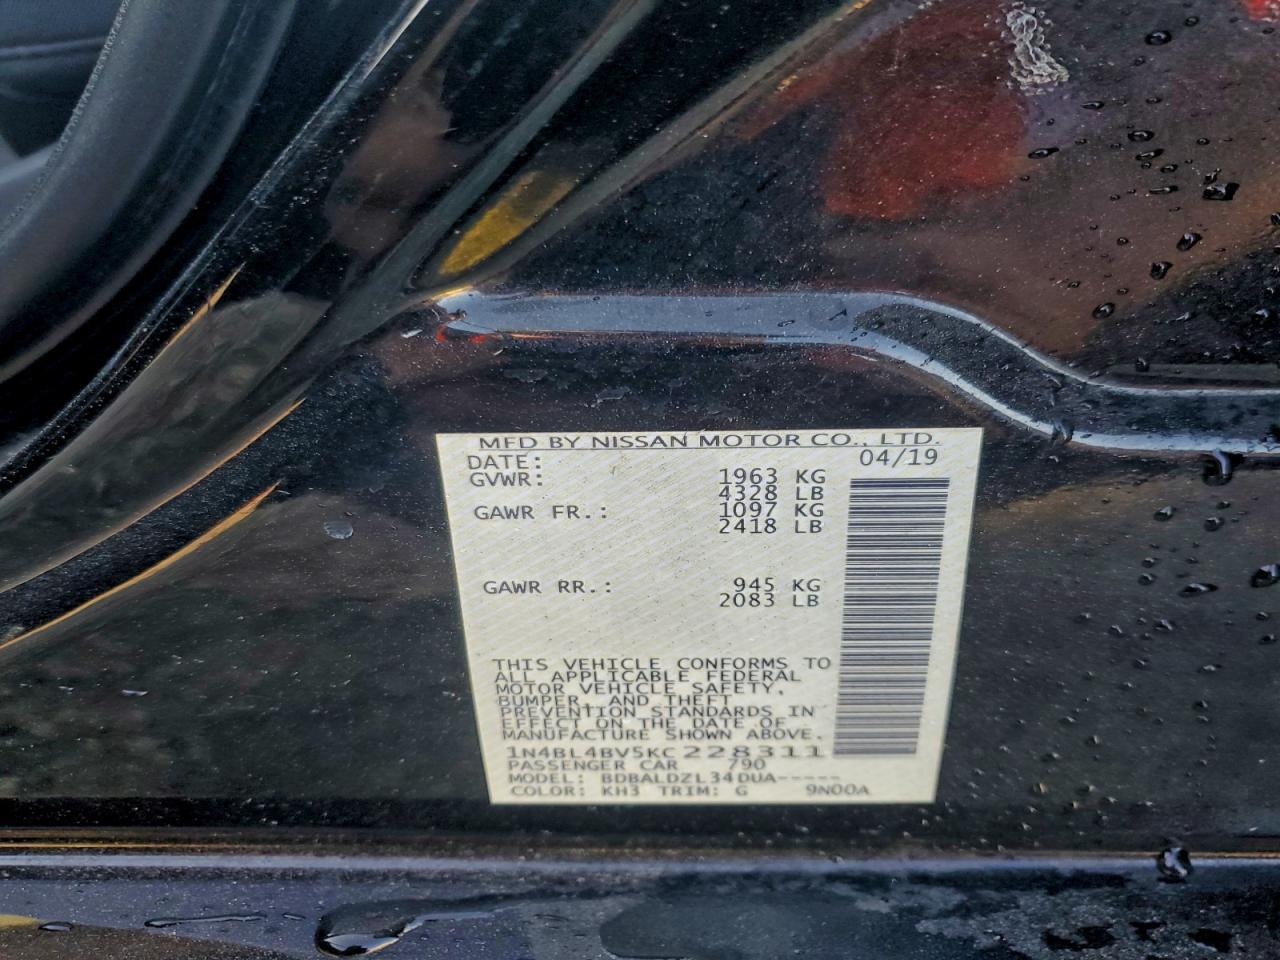 MFD BY NISSAN MOTOR CO., LTD.
DATE: 04/19
GVWR: 1963 KG
4328 LB
GAWR FR.: 1097 KG
2418 LB
GAWR RR.: 945 KG
2083 LB
THIS VEHICLE CONFORMS TO
ALL APPLICABLE FEDERAL
MOTOR VEHICLE SAFETY,
BUMPER, AND THEFT
PREVENTION STANDARDS IN
EFFECT ON THE DATE OF
MANUFACTURE SHOWN ABOVE.
1N4BL4BV5KC228311
PASSENGER CAR 790
MODEL: BDBALDZL34DUA-----
COLOR: KH3 TRIM: G 9N00A